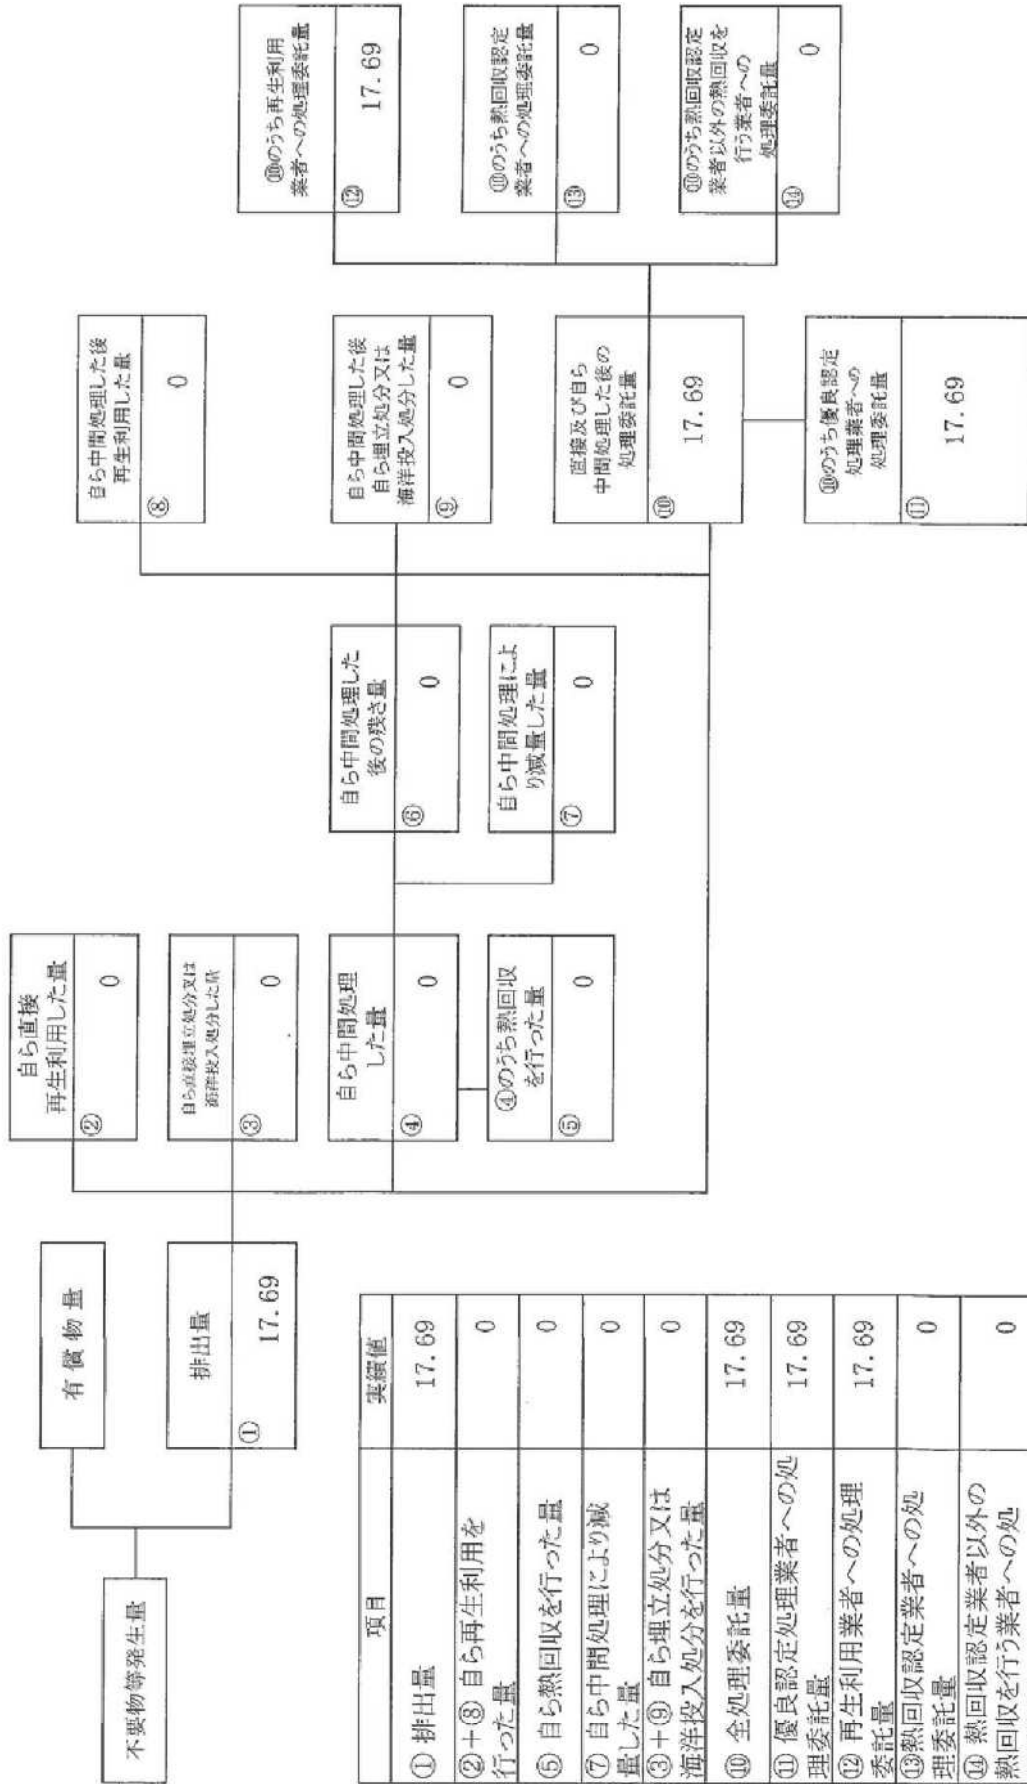 不要物等発生量
有償物量
排出量
① 17.69
自ら直接
再生利用した量
② 0
自ら直接埋立処分又は
海洋投入処分した量
③ 0
自ら中間処理
した量
④ 0
④のうち熱回収
を行った量
⑤ 0
自ら中間処理した
後の残さ量
⑥ 0
自ら中間処理によ
り減量した量
⑦ 0
自ら中間処理した後
再生利用した量
⑧ 0
自ら中間処理した後
自ら埋立処分又は
海洋投入処分した量
⑨ 0
直接及び自ら
中間処理した後の
処理委託量
⑩ 17.69
⑩のうち優良認定
処理業者への
処理委託量
⑪ 17.69
⑩のうち再生利用
業者への処理委託量
⑫ 17.69
⑩のうち熱回収認定
業者への処理委託量
⑬ 0
⑩のうち熱回収認定
業者以外の熱回収を
行う業者への
処理委託量
⑭ 0
項目 実績値
① 排出量 17.69
②+⑧ 自ら再生利用を
行った量 0
⑤ 自ら熱回収を行った量 0
⑦ 自ら中間処理により減
量した量 0
③+⑨ 自ら埋立処分又は
海洋投入処分を行った量 0
⑩ 全処理委託量 17.69
⑪ 優良認定処理業者への処
理委託量 17.69
⑫ 再生利用業者への処理
委託量 17.69
⑬熱回収認定業者への処
理委託量 0
⑭ 熱回収認定業者以外の
熱回収を行う業者への処 0